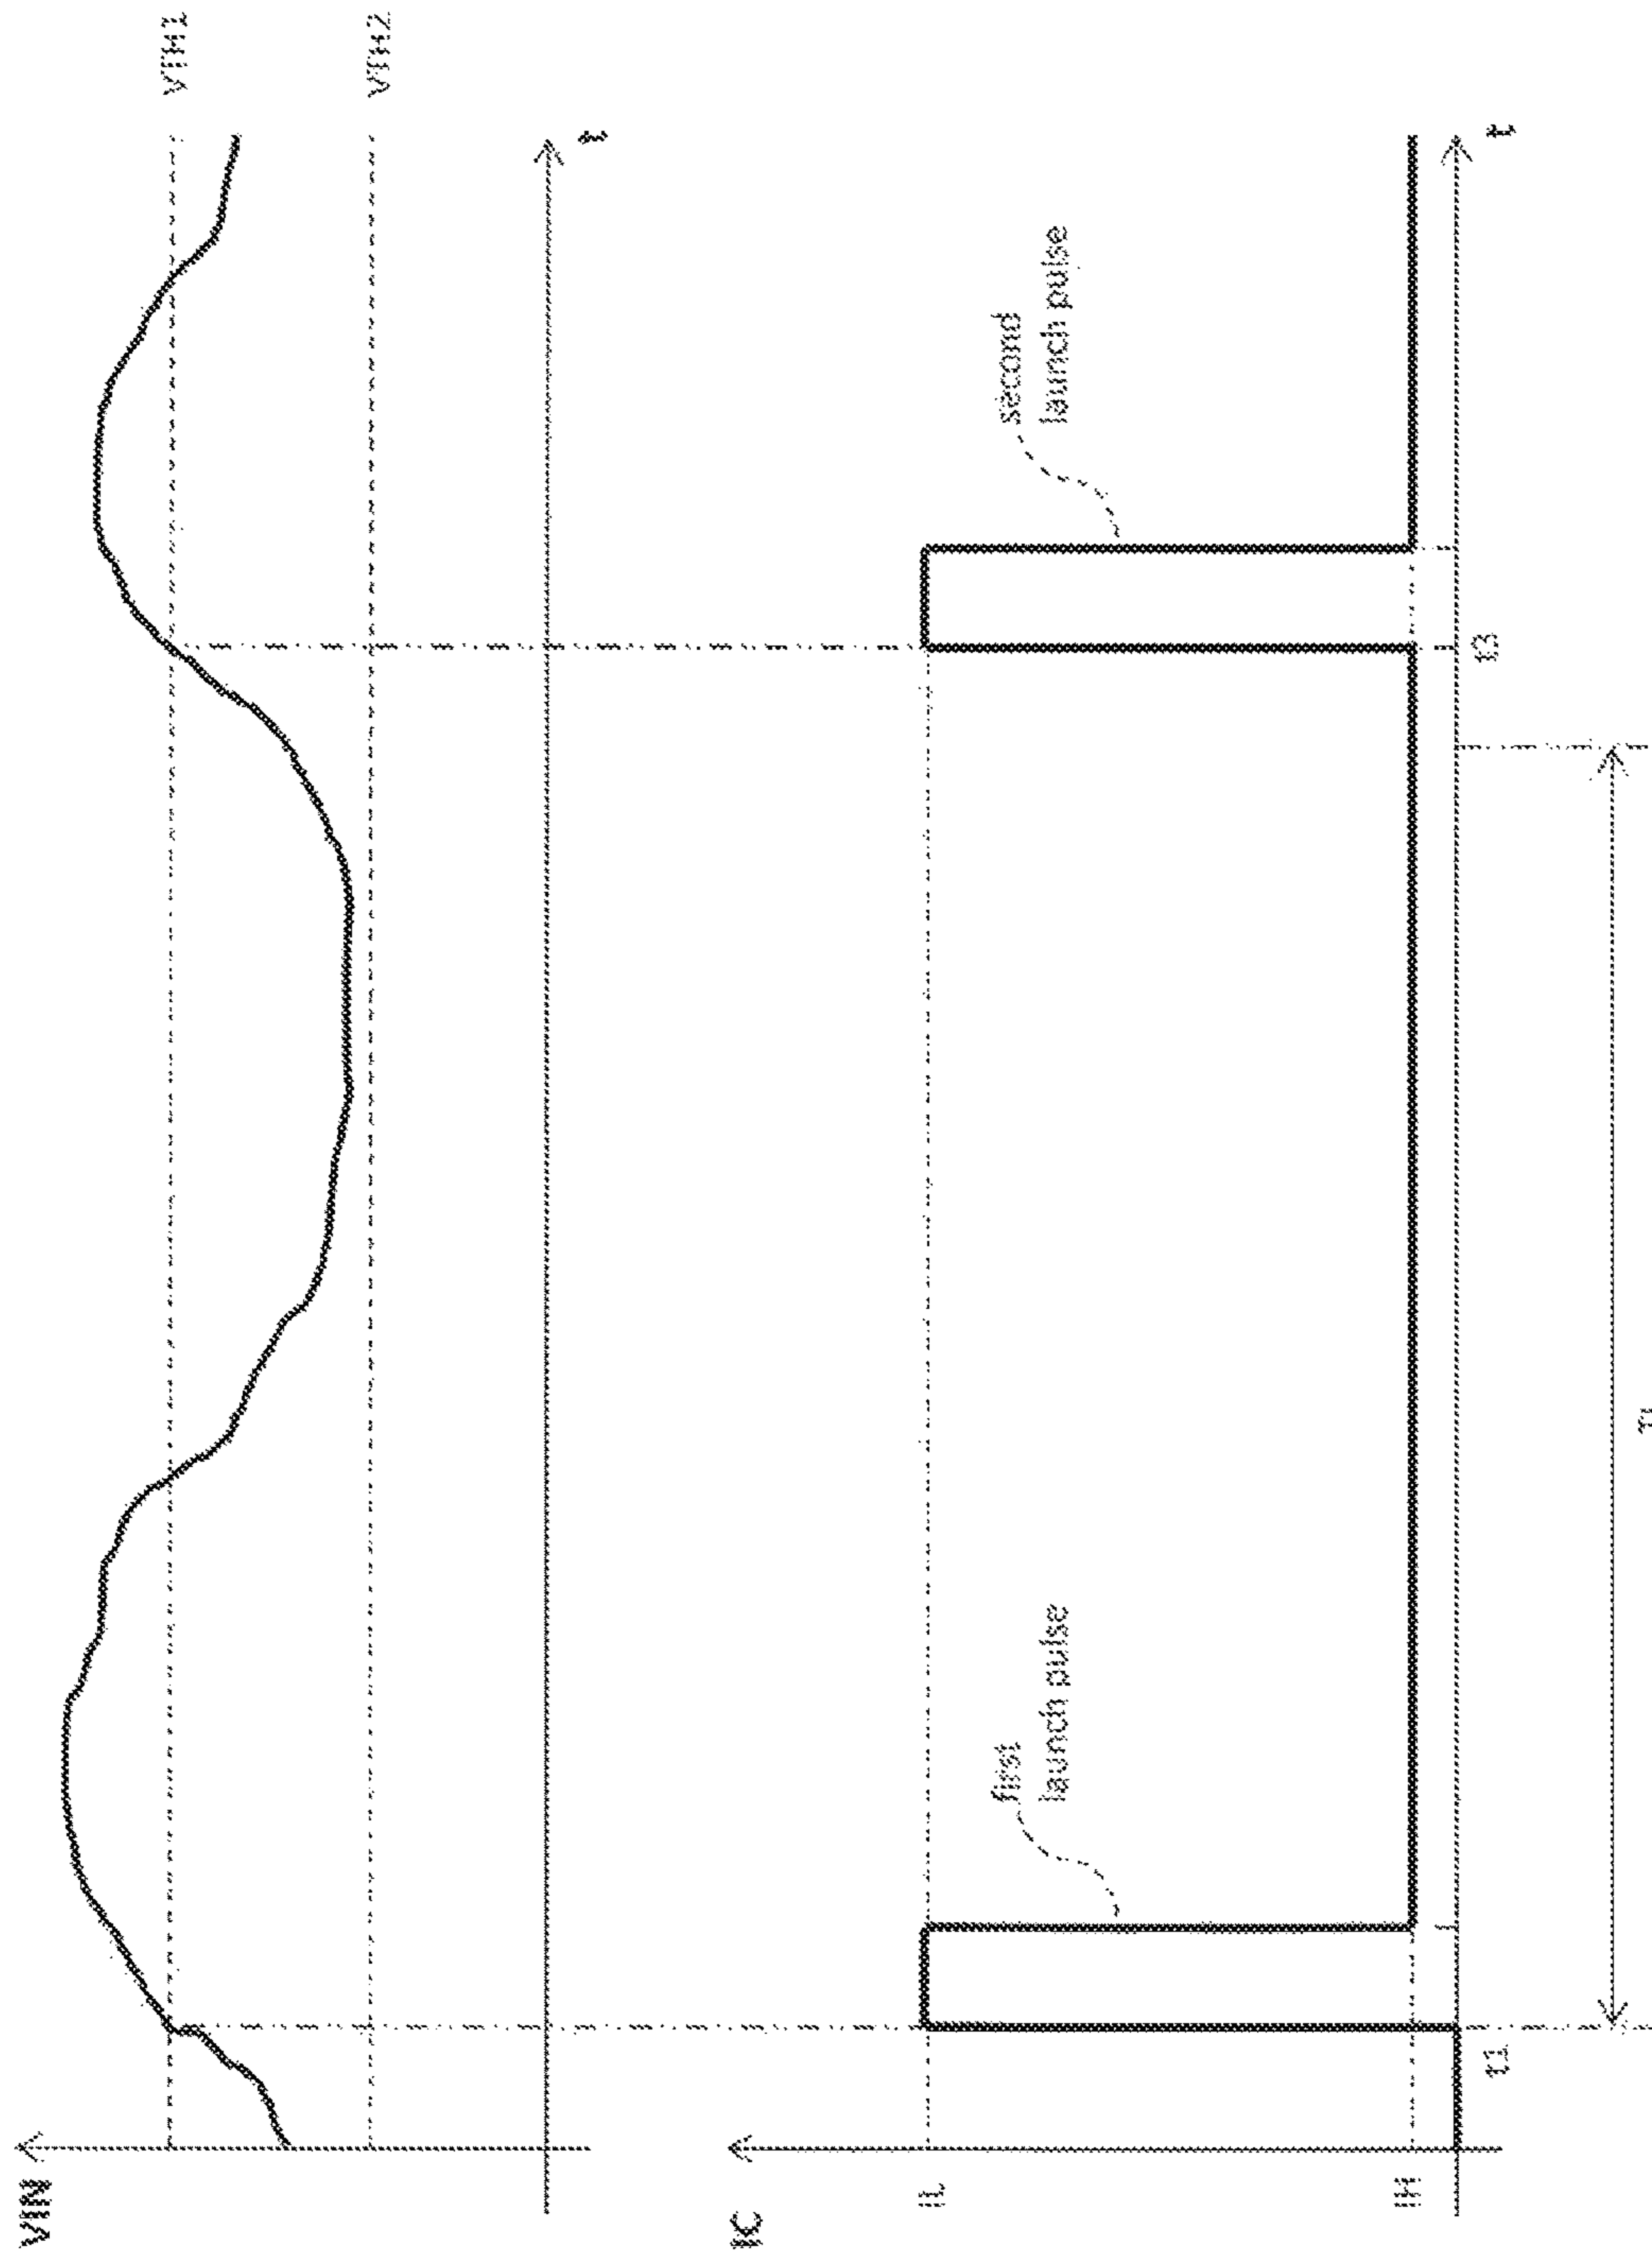 VIN
VTH1
VTH2
t
IC
IL
IH
first
launch pulse
second
launch pulse
t
t1
t3